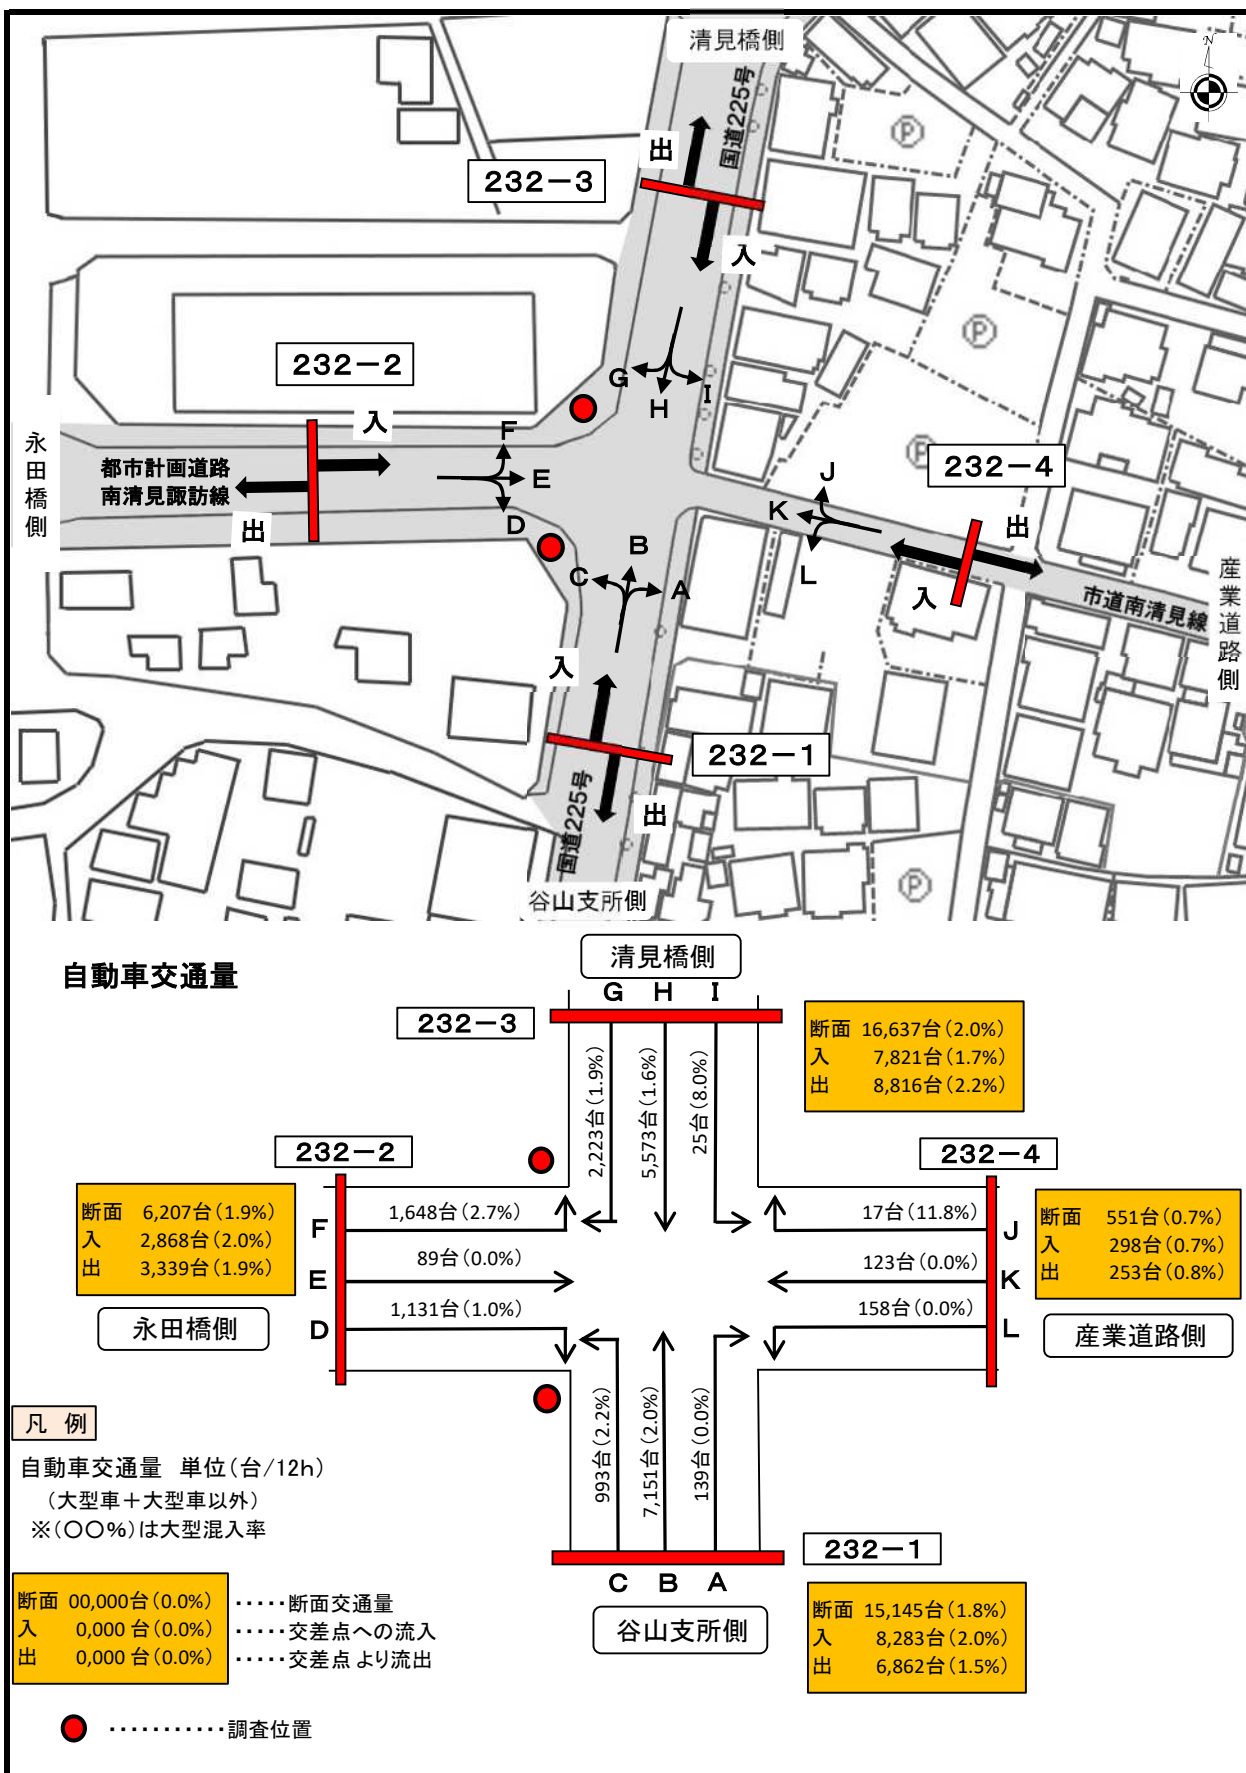 清見橋側
N
国道225号
出
232-3
入
232-2
入
永田橋側
都市計画道路
南清見諏訪線
出
G
H
I
F
E
D
J
K
L
232-4
出
入
市道南清見線
産業道路側
B
C
A
入
232-1
国道225号
出
谷山支所側
Ⓟ
Ⓟ
Ⓟ
Ⓟ
自動車交通量
清見橋側
G H I
232-3
断面 16,637台(2.0%)
入 7,821台(1.7%)
出 8,816台(2.2%)
2,223台(1.9%)
5,573台(1.6%)
25台(8.0%)
232-2
232-4
断面 6,207台(1.9%)
入 2,868台(2.0%)
出 3,339台(1.9%)
F
1,648台(2.7%)
E
89台(0.0%)
D
1,131台(1.0%)
永田橋側
17台(11.8%)
J
123台(0.0%)
K
158台(0.0%)
L
断面 551台(0.7%)
入 298台(0.7%)
出 253台(0.8%)
産業道路側
993台(2.2%)
7,151台(2.0%)
139台(0.0%)
232-1
C B A
谷山支所側
断面 15,145台(1.8%)
入 8,283台(2.0%)
出 6,862台(1.5%)
凡 例
自動車交通量 単位(台/12h)
(大型車+大型車以外)
※(〇〇%)は大型混入率
断面 00,000台(0.0%) ・・・・・断面交通量
入 0,000台(0.0%) ・・・・・交差点への流入
出 0,000台(0.0%) ・・・・・交差点より流出
・・・・・・・・・・・調査位置